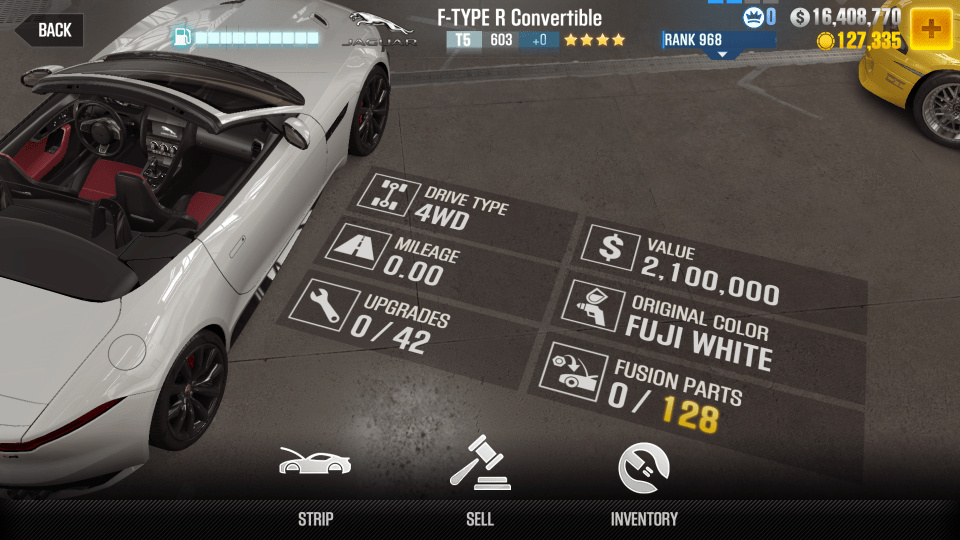 BACK
JAGUAR
F-TYPE R Convertible
T5 603 +0
RANK 968
0
$ 16,408,770
127,335
+
DRIVE TYPE
4WD
MILEAGE
0.00
UPGRADES
0 / 42
$
VALUE
2,100,000
ORIGINAL COLOR
FUJI WHITE
FUSION PARTS
0 / 128
STRIP
SELL
INVENTORY